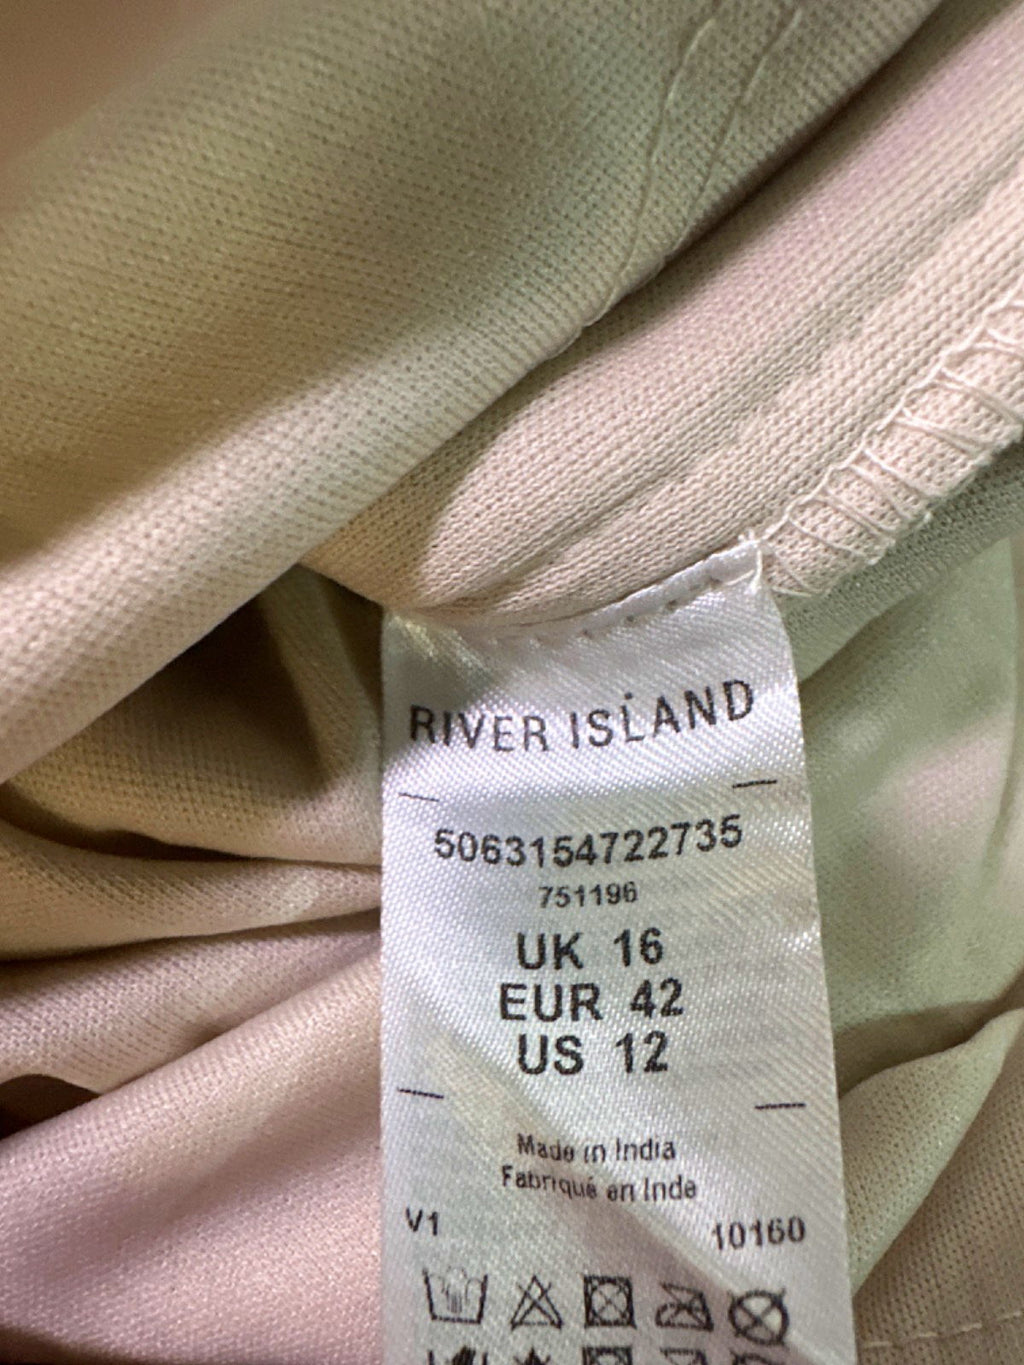 RIVER ISLAND
5063154722735
751196
UK 16
EUR 42
US 12
Made in India
Fabriqué en Inde
V1 10160